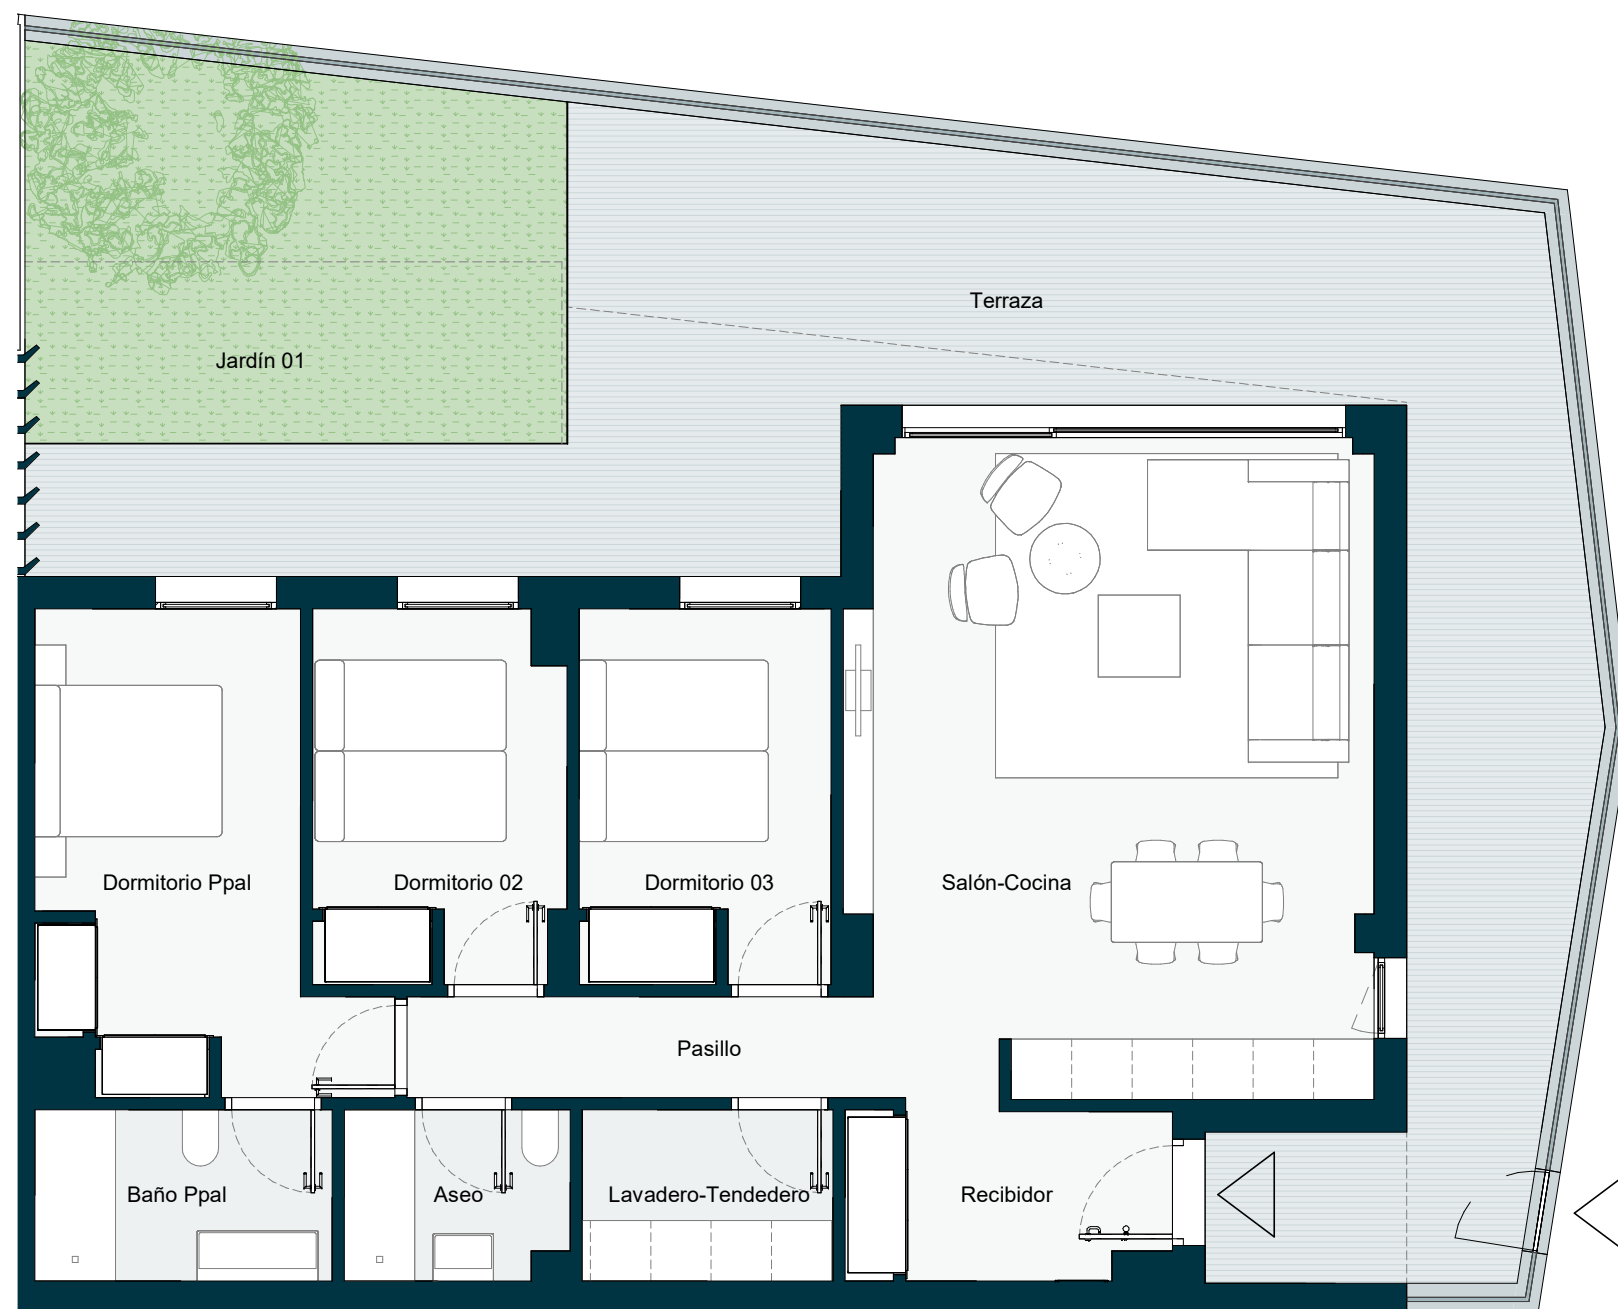 Terraza
Jardín 01
Dormitorio Ppal
Dormitorio 02
Dormitorio 03
Salón-Cocina
Pasillo
Baño Ppal
Aseo
Lavadero-Tendedero
Recibidor